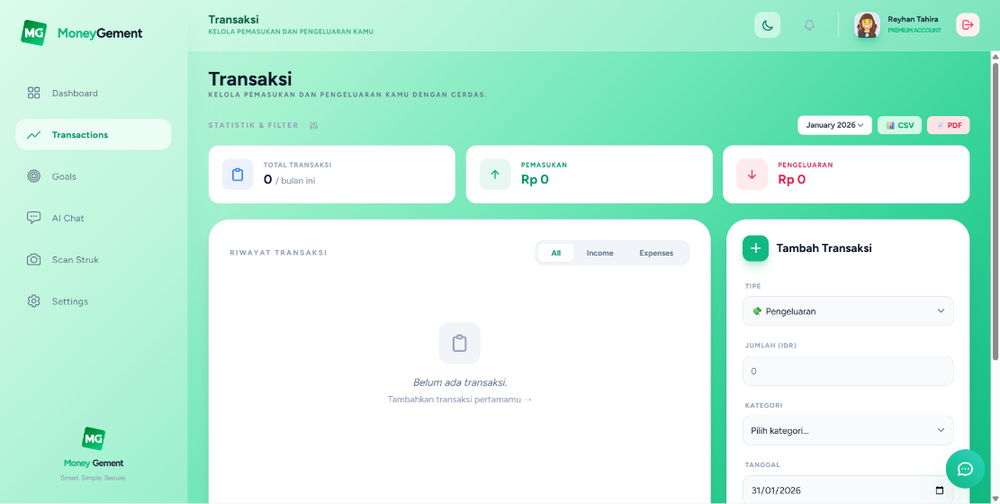 MG MoneyGement
Dashboard
Transactions
Goals
AI Chat
Scan Struk
Settings
MG
Money Gement
Smart. Simple. Secure.
Transaksi
KELOLA PEMASUKAN DAN PENGELUARAN KAMU
Reyhan Tahira
PREMIUM ACCOUNT
Transaksi
KELOLA PEMASUKAN DAN PENGELUARAN KAMU DENGAN CERDAS.
STATISTIK & FILTER
January 2026
CSV
PDF
TOTAL TRANSAKSI
0 / bulan ini
PEMASUKAN
Rp 0
PENGELUARAN
Rp 0
RIWAYAT TRANSAKSI
All Income Expenses
Belum ada transaksi.
Tambahkan transaksi pertamamu →
Tambah Transaksi
TIPE
Pengeluaran
JUMLAH (IDR)
0
KATEGORI
Pilih kategori...
TANGGAL
31/01/2026